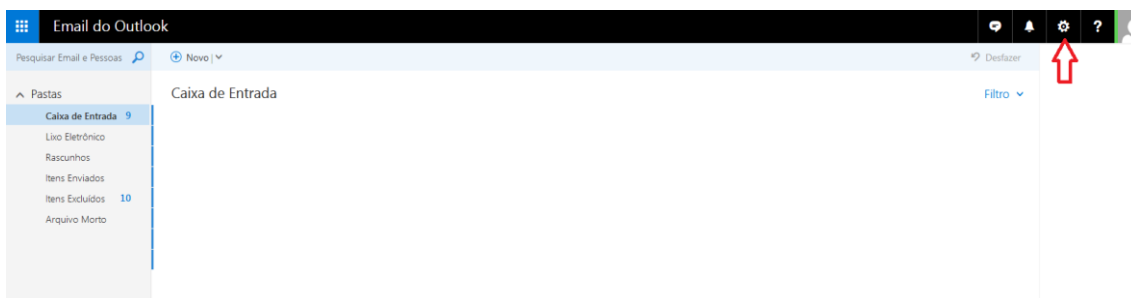 Email do Outlook
?
Pesquisar Email e Pessoas
Novo |
Desfazer
Pastas
Caixa de Entrada
Filtro
Caixa de Entrada 9
Lixo Eletrônico
Rascunhos
Itens Enviados
Itens Excluídos 10
Arquivo Morto